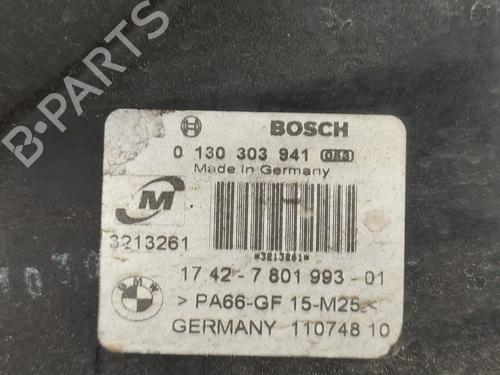 BOSCH
0 130 303 941
Made in Germany
M
3213261
*3213261*
BMW
17.42-7 801 993-01
>PA66-GF 15-M25<
GERMANY 110748 10
B-PARTS